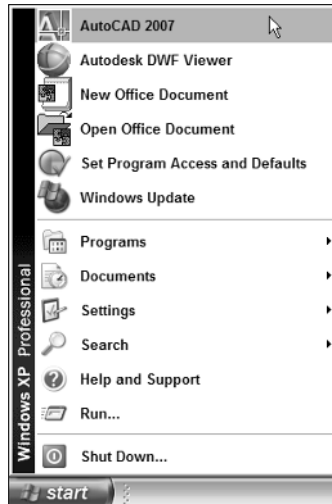 AutoCAD 2007
Autodesk DWF Viewer
New Office Document
Open Office Document
Set Program Access and Defaults
Windows Update
Programs
Documents
Settings
Search
Help and Support
Run...
Shut Down...
Windows XP Professional
start